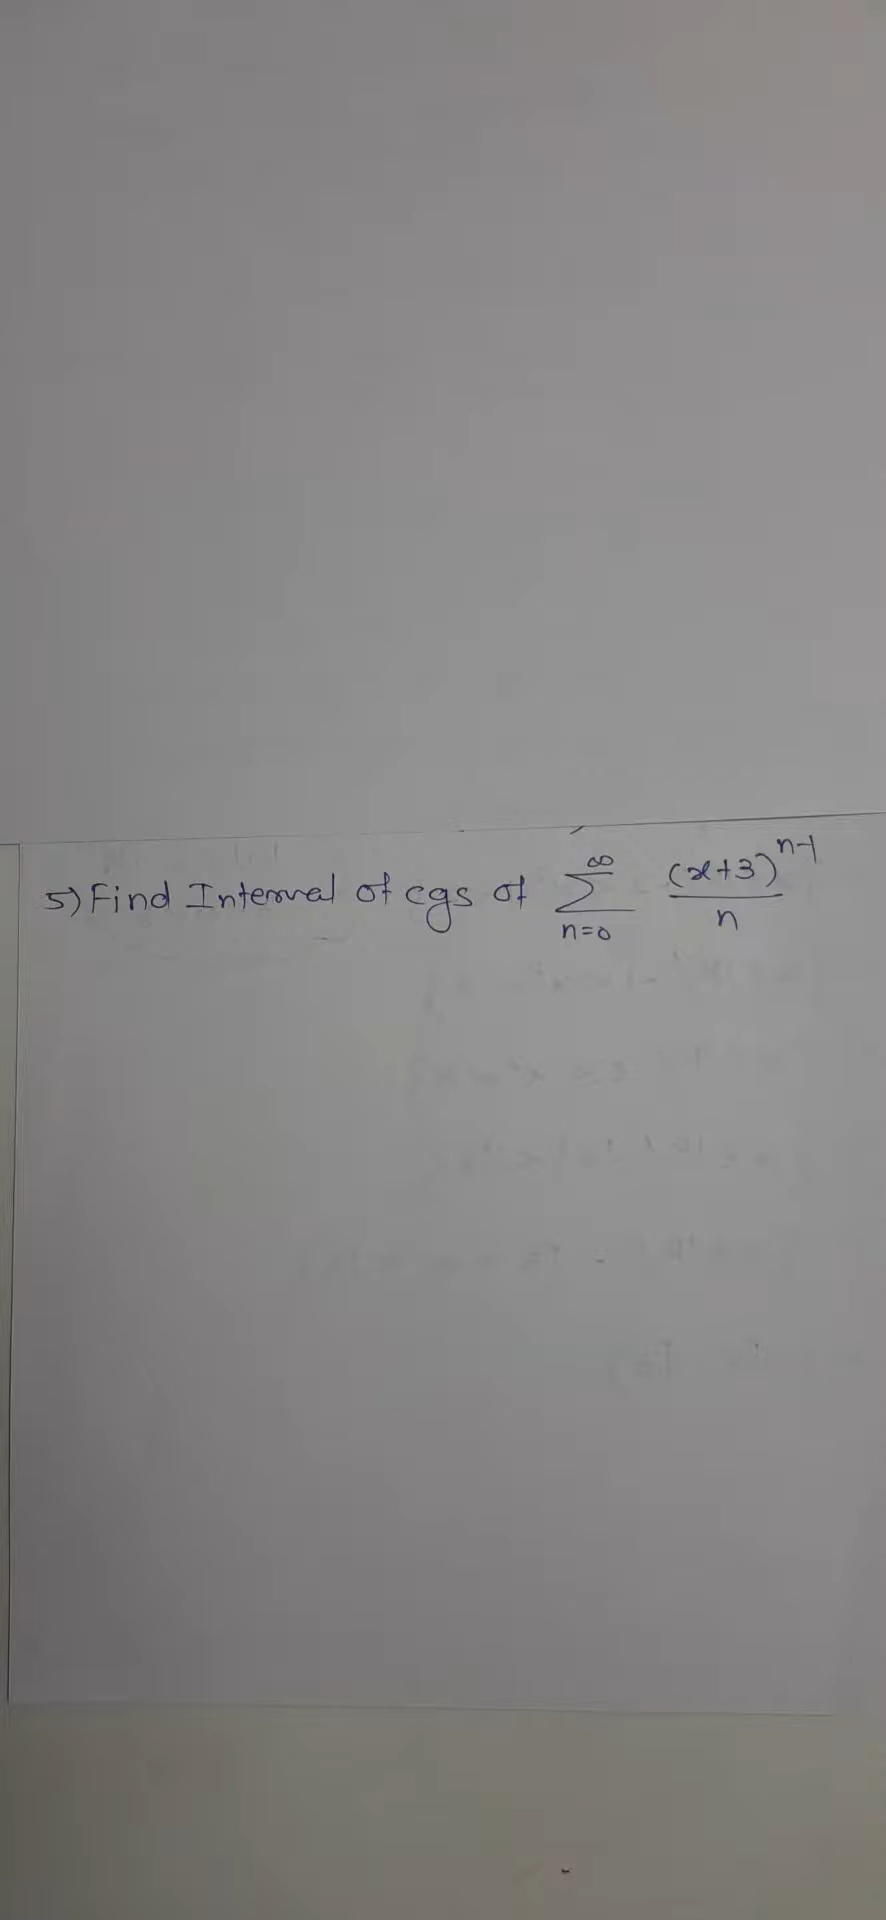 5) Find Interval of cgs of ∞∑n=0 (x+3)^n-1 / n